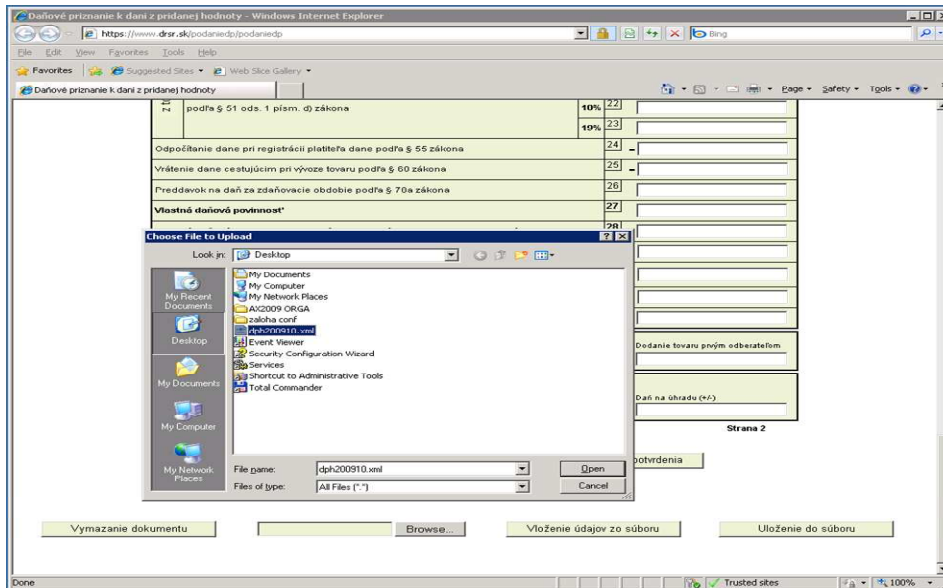 Daňové priznanie k dani z pridanej hodnoty - Windows Internet Explorer
https://www.drsr.sk/podaniedp/podaniedp
Bing
File Edit View Favorites Tools Help
Favorites Suggested Sites Web Slice Gallery
Daňové priznanie k dani z pridanej hodnoty
Page Safety Tools
podľa § 51 ods. 1 písm. d) zákona
10% 22
19% 23
Odpočítanie dane pri registrácii platiteľa dane podľa § 55 zákona 24 -
Vrátenie dane cestujúcim pri vývoze tovaru podľa § 60 zákona 25 -
Preddavok na daň za zdaňovacie obdobie podľa § 70a zákona 26
Vlastná daňová povinnosť 27
28
Choose File to Upload
Look in: Desktop
My Recent Documents
Desktop
My Documents
My Computer
My Network Places
My Documents
My Computer
My Network Places
AX2009 ORGA
zaloha conf
dph200910.xml
Event Viewer
Security Configuration Wizard
Services
Shortcut to Administrative Tools
Total Commander
File name: dph200910.xml Open
Files of type: All Files (*.*) Cancel
Dodanie tovaru prvým odberateľom
Daň na úhradu (+/-)
Strana 2
potvrdenia
Vymazanie dokumentu Browse... Vloženie údajov zo súboru Uloženie do súboru
Done Trusted sites 100%